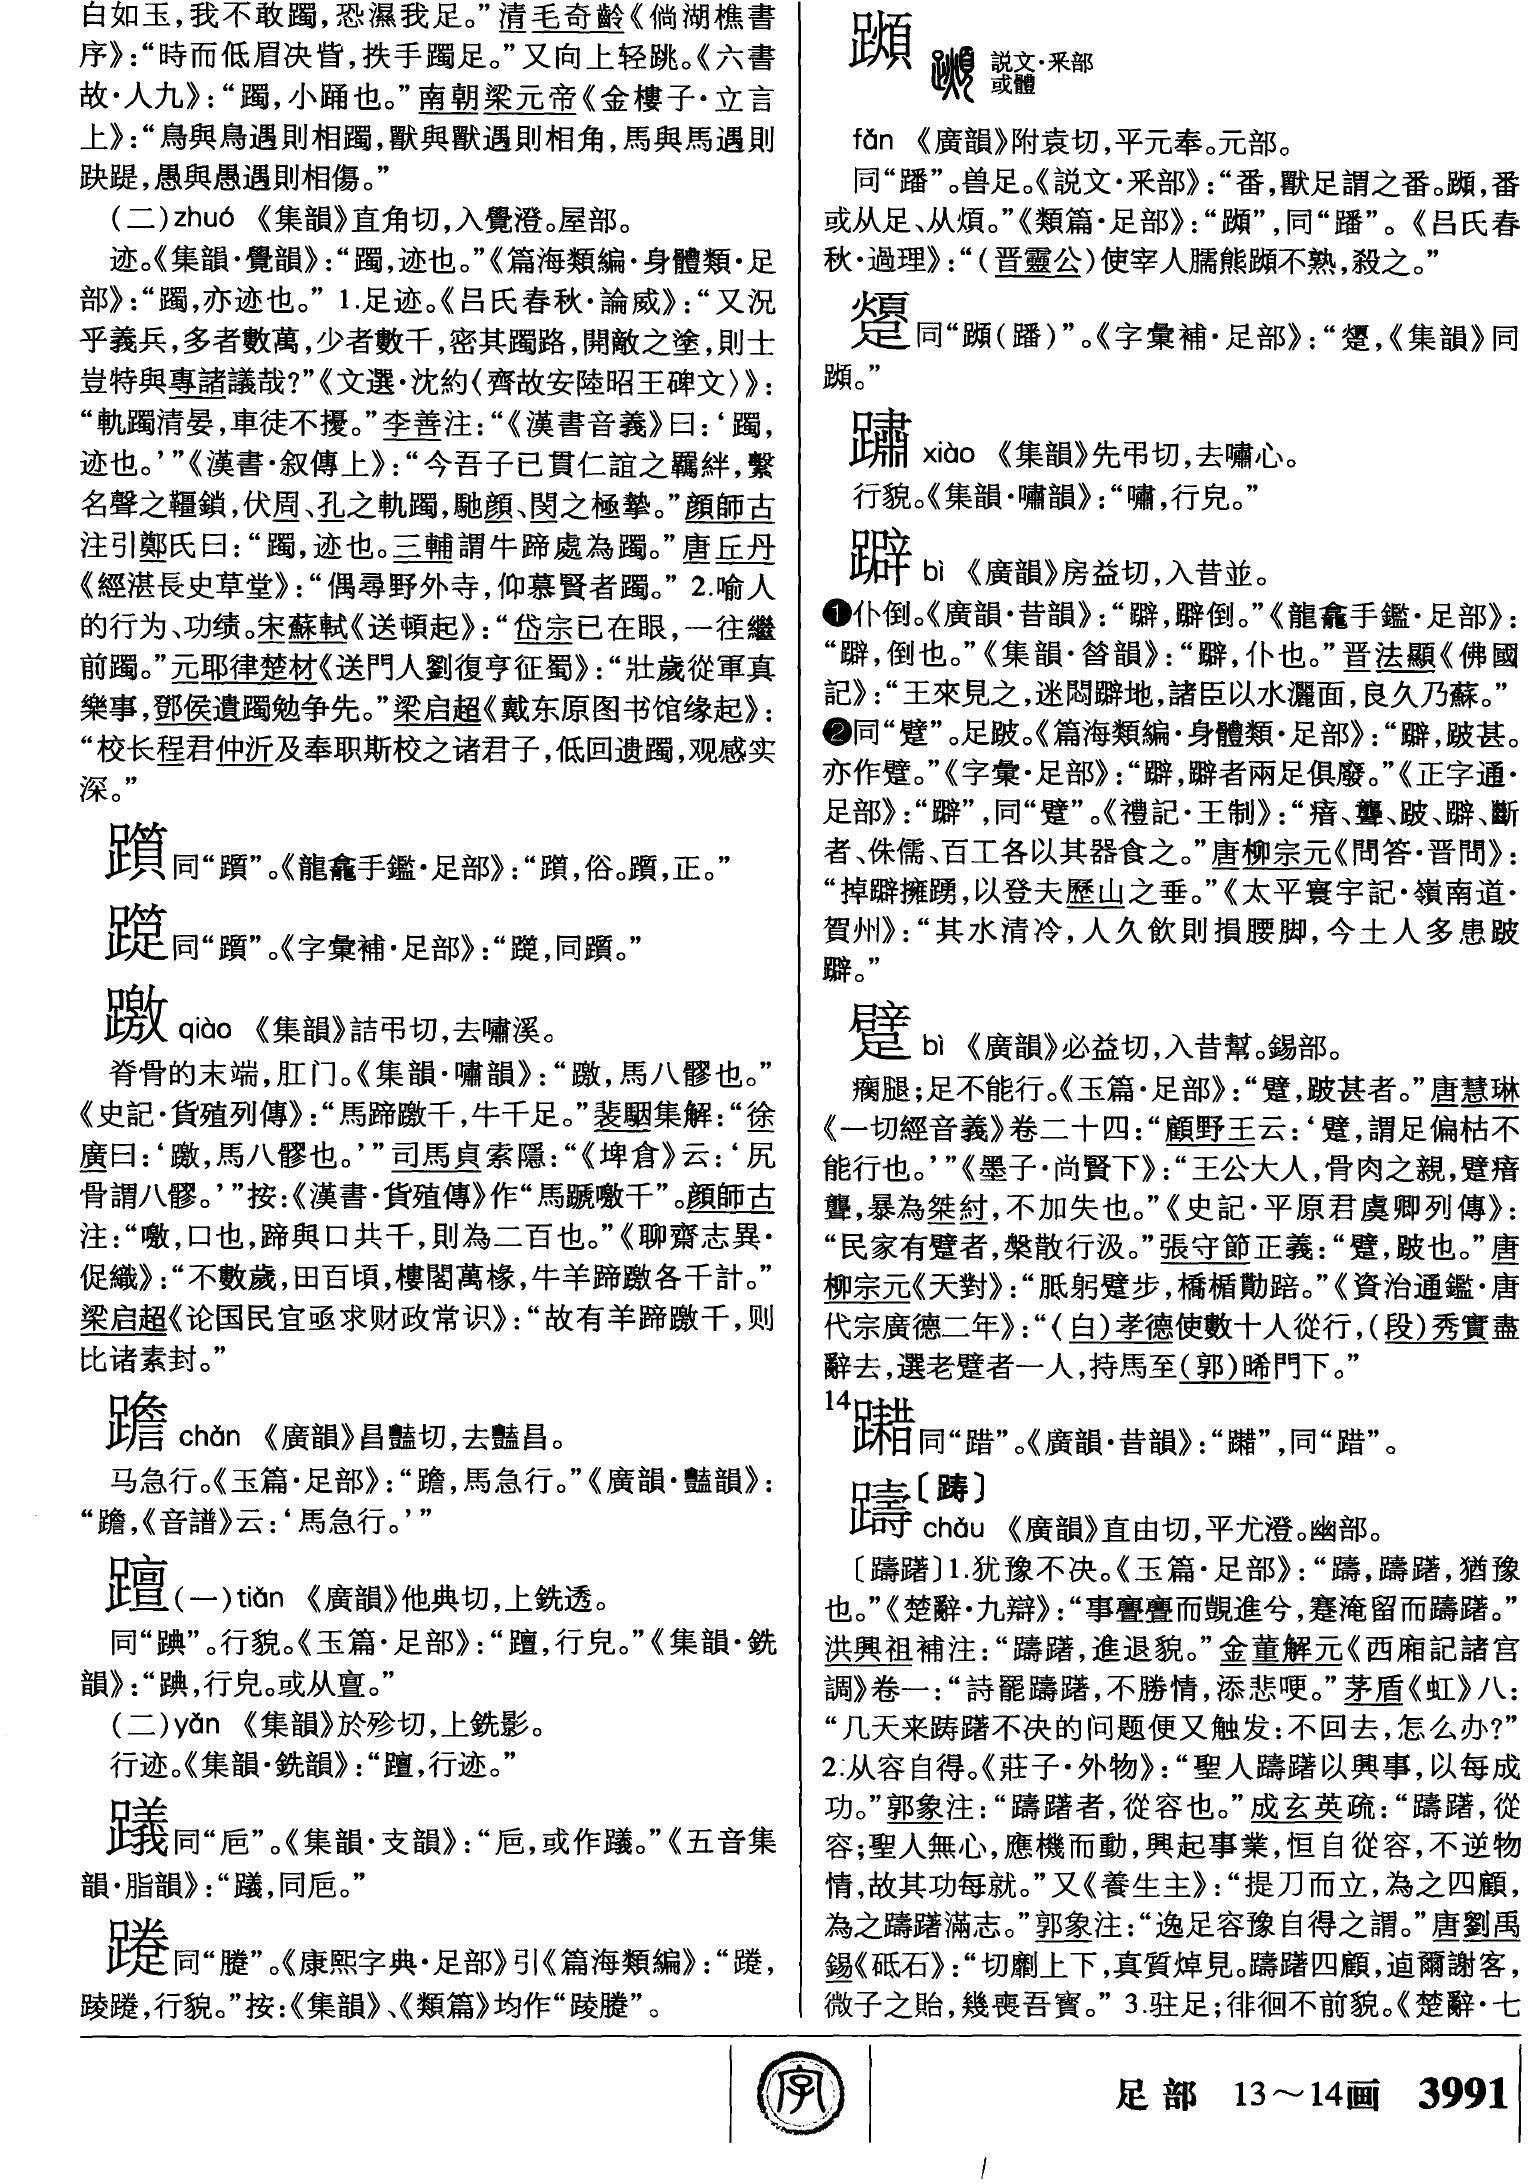 白如玉，我不敢躅，恐濕我足。”清毛奇齡《倘湖樵書
序》：“時而低眉决眥，抶手躅足。”又向上轻跳。《六書
故·人九》：“躅，小踊也。”南朝梁元帝《金樓子·立言
上》：“鳥與鳥遇則相躅，獸與獸遇則相角，馬與馬遇則
趹踶，愚與愚遇則相傷。”
（二）zhuó 《集韻》直角切，入覺澄。屋部。
迹。《集韻·覺韻》：“躅，迹也。”《篇海類編·身體類·足
部》：“躅，亦迹也。” 1.足迹。《吕氏春秋·論威》：“又況
乎義兵，多者數萬，少者數千，密其躅路，開敵之塗，則士
豈特與專諸議哉？”《文選·沈約〈齊故安陸昭王碑文〉》：
“軌躅清晏，車徒不擾。”李善注：“《漢書音義》曰：‘躅，
迹也。’”《漢書·叙傳上》：“今吾子已貫仁誼之羈絆，繫
名聲之韁鎖，伏周、孔之軌躅，馳顔、閔之極摯。”顔師古
注引鄭氏曰：“躅，迹也。三輔謂牛蹄處為躅。”唐丘丹
《經湛長史草堂》：“偶尋野外寺，仰慕賢者躅。” 2.喻人
的行为、功绩。宋蘇軾《送頓起》：“岱宗已在眼，一往繼
前躅。”元耶律楚材《送門人劉復亨征蜀》：“壯歲從軍真
樂事，鄧侯遺躅勉争先。”梁启超《戴东原图书馆缘起》：
“校长程君仲沂及奉职斯校之诸君子，低回遗躅，观感实
深。”
同“躓”。《龍龕手鑑·足部》：“，俗。躓，正。”
同“躓”。《字彙補·足部》：“，同躓。”
躈 qiào 《集韻》詰弔切，去嘯溪。
脊骨的末端，肛门。《集韻·嘯韻》：“躈，馬八髎也。”
《史記·貨殖列傳》：“馬蹄躈千，牛千足。”裴駰集解：“徐
廣曰：‘躈，馬八髎也。’”司馬貞索隱：“《埤倉》云：‘尻
骨謂八髎。’”按：《漢書·貨殖傳》作“馬蹏噭千”。顔師古
注：“噭，口也，蹄與口共千，則為二百也。”《聊齋志異·
促織》：“不數歲，田百頃，樓閣萬椽，牛羊蹄躈各千計。”
梁启超《论国民宜亟求财政常识》：“故有羊蹄躈千，则
比诸素封。”
𨆱 chǎn 《廣韻》昌豔切，去豔昌。
马急行。《玉篇·足部》：“𨆱，馬急行。”《廣韻·豔韻》：
“𨆱，《音譜》云：‘馬急行。’”
䡀（一）tiǎn 《廣韻》他典切，上銑透。
同“𧿴”。行貌。《玉篇·足部》：“，行皃。”《集韻·銑
韻》：“，行皃。或从亶。”
（二）yǎn 《集韻》於殄切，上銑影。
行迹。《集韻·銑韻》：“，行迹。”
同“卮”。《集韻·支韻》：“卮，或作。”《五音集
韻·脂韻》：“，同卮。”
同“䠮”。《康熙字典·足部》引《篇海類編》：“，
踜，行貌。”按：《集韻》、《類篇》均作“踜”。
蹞 説文·釆部
或體
fán 《廣韻》附袁切，平元奉。元部。
同“蹯”。兽足。《説文·釆部》：“番，獸足謂之番。𨆌，番
或从足、从煩。”《類篇·足部》：“𨆌”，同“蹯”。《吕氏春
秋·過理》：“（晋靈公）使宰人臑熊𨆌不熟，殺之。”
同“𨆌（蹯）”。《字彙補·足部》：“，《集韻》同
𨆌。”
xiào 《集韻》先弔切，去嘯心。
行貌。《集韻·嘯韻》：“嘯，行皃。”
躃 bì 《廣韻》房益切，入昔並。
❶仆倒。《廣韻·昔韻》：“躃，躃倒。”《龍龕手鑑·足部》：
“躃，倒也。”《集韻·㫺韻》：“躃，仆也。”晋法顯《佛國
記》：“王來見之，迷悶躃地，諸臣以水灑面，良久乃蘇。”
❷同“躄”。足跛。《篇海類編·身體類·足部》：“躃，跛甚。
亦作躄。”《字彙·足部》：“躃，躃者兩足俱廢。”《正字通·
足部》：“躃”，同“躄”。《禮記·王制》：“瘖、聾、跛、躃、斷
者、侏儒、百工各以其器食之。”唐柳宗元《問答·晋問》：
“掉躃擁踴，以登夫歷山之垂。”《太平寰宇記·嶺南道·
賀州》：“其水清冷，人久飲則損腰脚，今土人多患跛
躃。”
躄 bì 《廣韻》必益切，入昔幫。錫部。
瘸腿；足不能行。《玉篇·足部》：“躄，跛甚者。”唐慧琳
《一切經音義》卷二十四：“顧野王云：‘躄，謂足偏枯不
能行也。’”《墨子·尚賢下》：“王公大人，骨肉之親，躄瘖
聾，暴為桀紂，不加失也。”《史記·平原君虞卿列傳》：
“民家有躄者，槃散行汲。”張守節正義：“躄，跛也。”唐
柳宗元《天對》：“胝躬躄步，橋楯勩踣。”《資治通鑑·唐
代宗廣德二年》：“（白）孝德使數十人從行，（段）秀實盡
辭去，選老躄者一人，持馬至（郭）晞門下。”
14
同“踖”。《廣韻·昔韻》：“”，同“踖”。
躊〔踌〕
chóu 《廣韻》直由切，平尤澄。幽部。
〔躊躇〕1.犹豫不决。《玉篇·足部》：“躊，躊躇，猶豫
也。”《楚辭·九辯》：“事亹亹而覬進兮，蹇淹留而躊躇。”
洪興祖補注：“躊躇，進退貌。”金董解元《西廂記諸宫
調》卷一：“詩罷躊躇，不勝情，添悲哽。”茅盾《虹》八：
“几天来踌躇不决的问题便又触发：不回去，怎么办？”
2.从容自得。《莊子·外物》：“聖人躊躇以興事，以每成
功。”郭象注：“躊躇者，從容也。”成玄英疏：“躊躇，從
容；聖人無心，應機而動，興起事業，恒自從容，不逆物
情，故其功每就。”又《養生主》：“提刀而立，為之四顧，
為之躊躇滿志。”郭象注：“逸足容豫自得之謂。”唐劉禹
錫《砥石》：“切劘上下，真質焯見。躊躇四顧，迺爾謝客，
微子之貽，幾喪吾寶。” 3.驻足；徘徊不前貌。《楚辭·七
字
足部 13～14画 3991